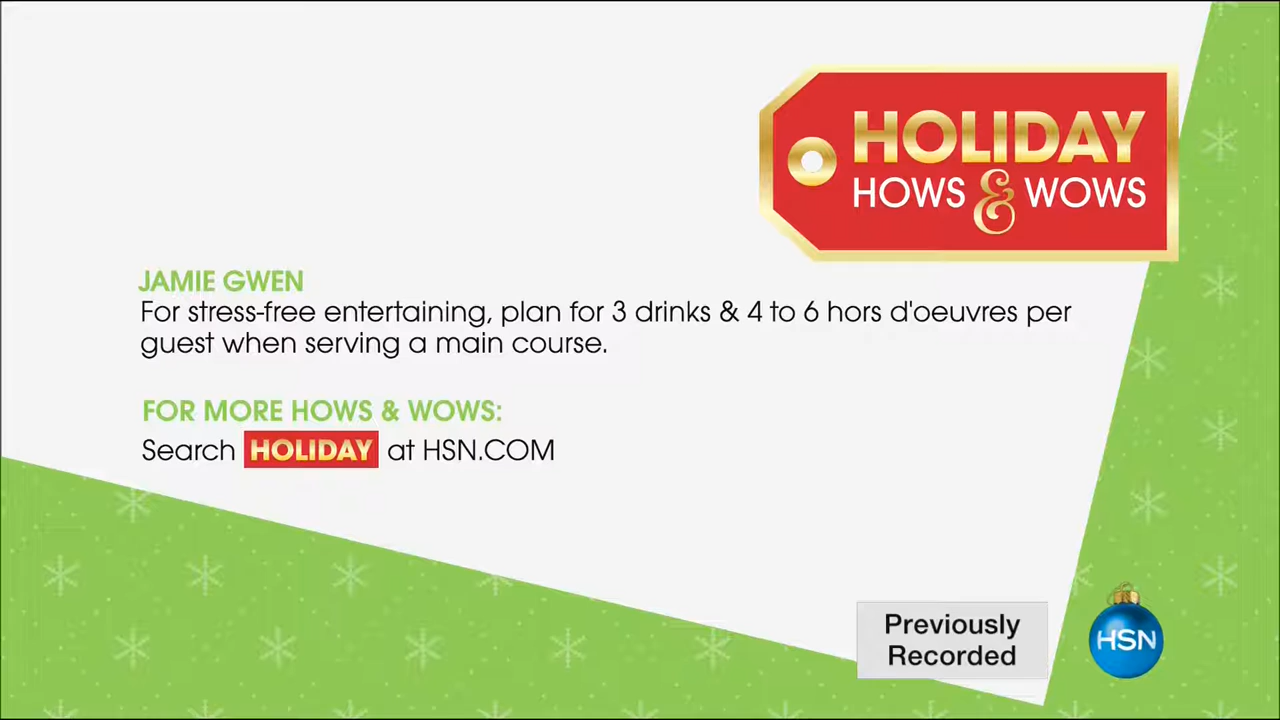 HOLIDAY
HOWS & WOWS
JAMIE GWEN
For stress-free entertaining, plan for 3 drinks & 4 to 6 hors d'oeuvres per
guest when serving a main course.
FOR MORE HOWS & WOWS:
Search HOLIDAY at HSN.COM
Previously
Recorded
HSN